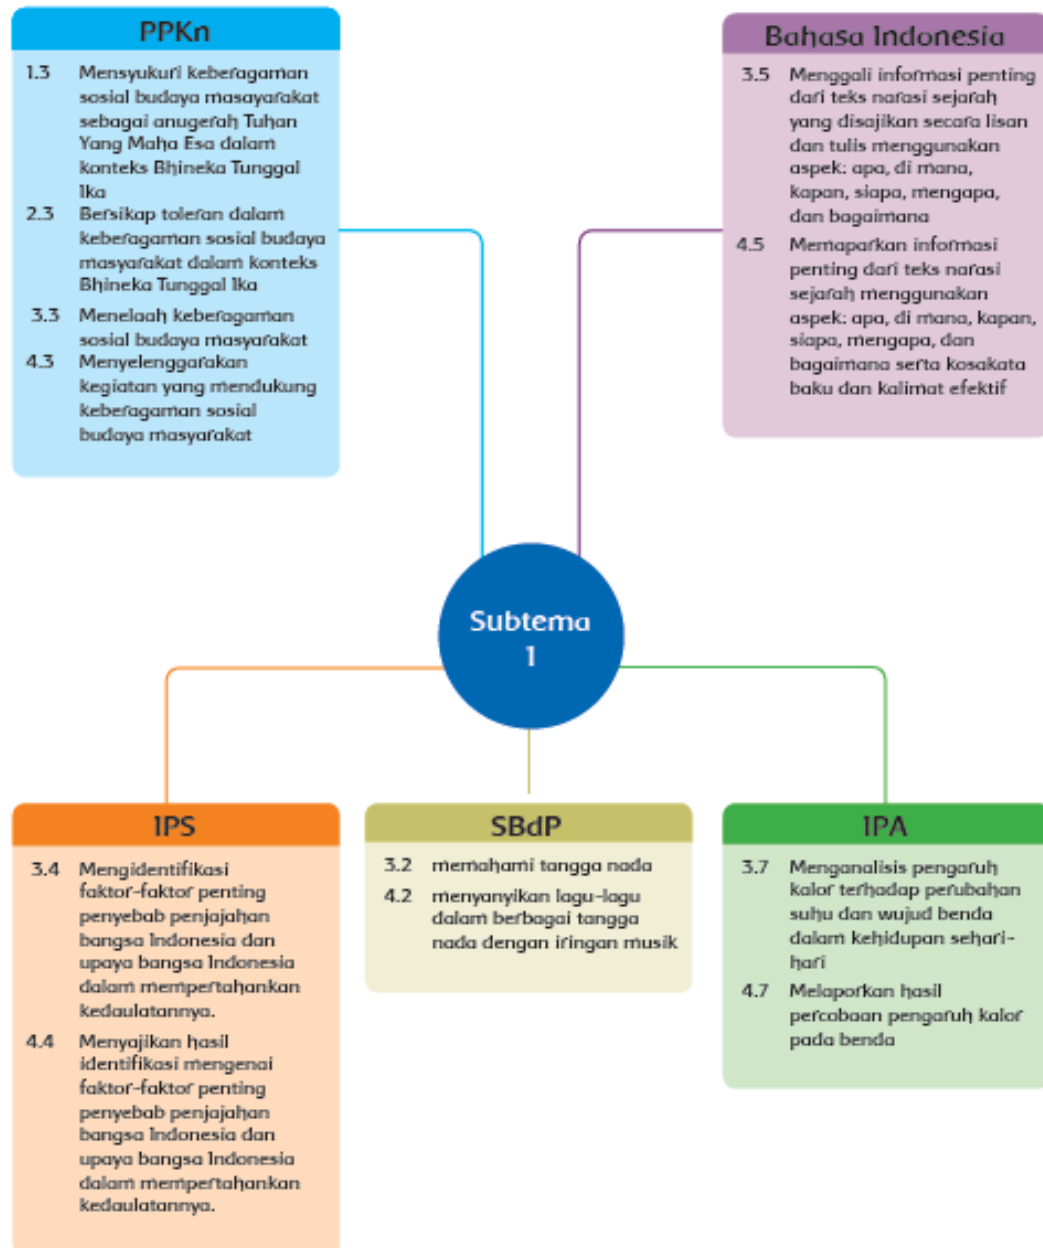 PPKn
1.3 Mensyukuri keberagaman
sosial budaya masayarakat
sebagai anugerah Tuhan
Yang Maha Esa dalam
konteks Bhineka Tunggal
Ika
2.3 Bersikap toleran dalam
keberagaman sosial budaya
masyarakat dalam konteks
Bhineka Tunggal Ika
3.3 Menelaah keberagaman
sosial budaya masyarakat
4.3 Menyelenggarakan
kegiatan yang mendukung
keberagaman sosial
budaya masyarakat
Bahasa Indonesia
3.5 Menggali informasi penting
dari teks narasi sejarah
yang disajikan secara lisan
dan tulis menggunakan
aspek: apa, di mana,
kapan, siapa, mengapa,
dan bagaimana
4.5 Memaparkan informasi
penting dari teks narasi
sejarah menggunakan
aspek: apa, di mana, kapan,
siapa, mengapa, dan
bagaimana serta kosakata
baku dan kalimat efektif
Subtema
1
IPS
3.4 Mengidentifikasi
faktor-faktor penting
penyebab penjajahan
bangsa Indonesia dan
upaya bangsa Indonesia
dalam mempertahankan
kedaulatannya.
4.4 Menyajikan hasil
identifikasi mengenai
faktor-faktor penting
penyebab penjajahan
bangsa Indonesia dan
upaya bangsa Indonesia
dalam mempertahankan
kedaulatannya.
SBdP
3.2 memahami tangga nada
4.2 menyanyikan lagu-lagu
dalam berbagai tangga
nada dengan iringan musik
IPA
3.7 Menganalisis pengaruh
kalor terhadap perubahan
suhu dan wujud benda
dalam kehidupan sehari-
hari
4.7 Melaporkan hasil
percobaan pengaruh kalor
pada benda